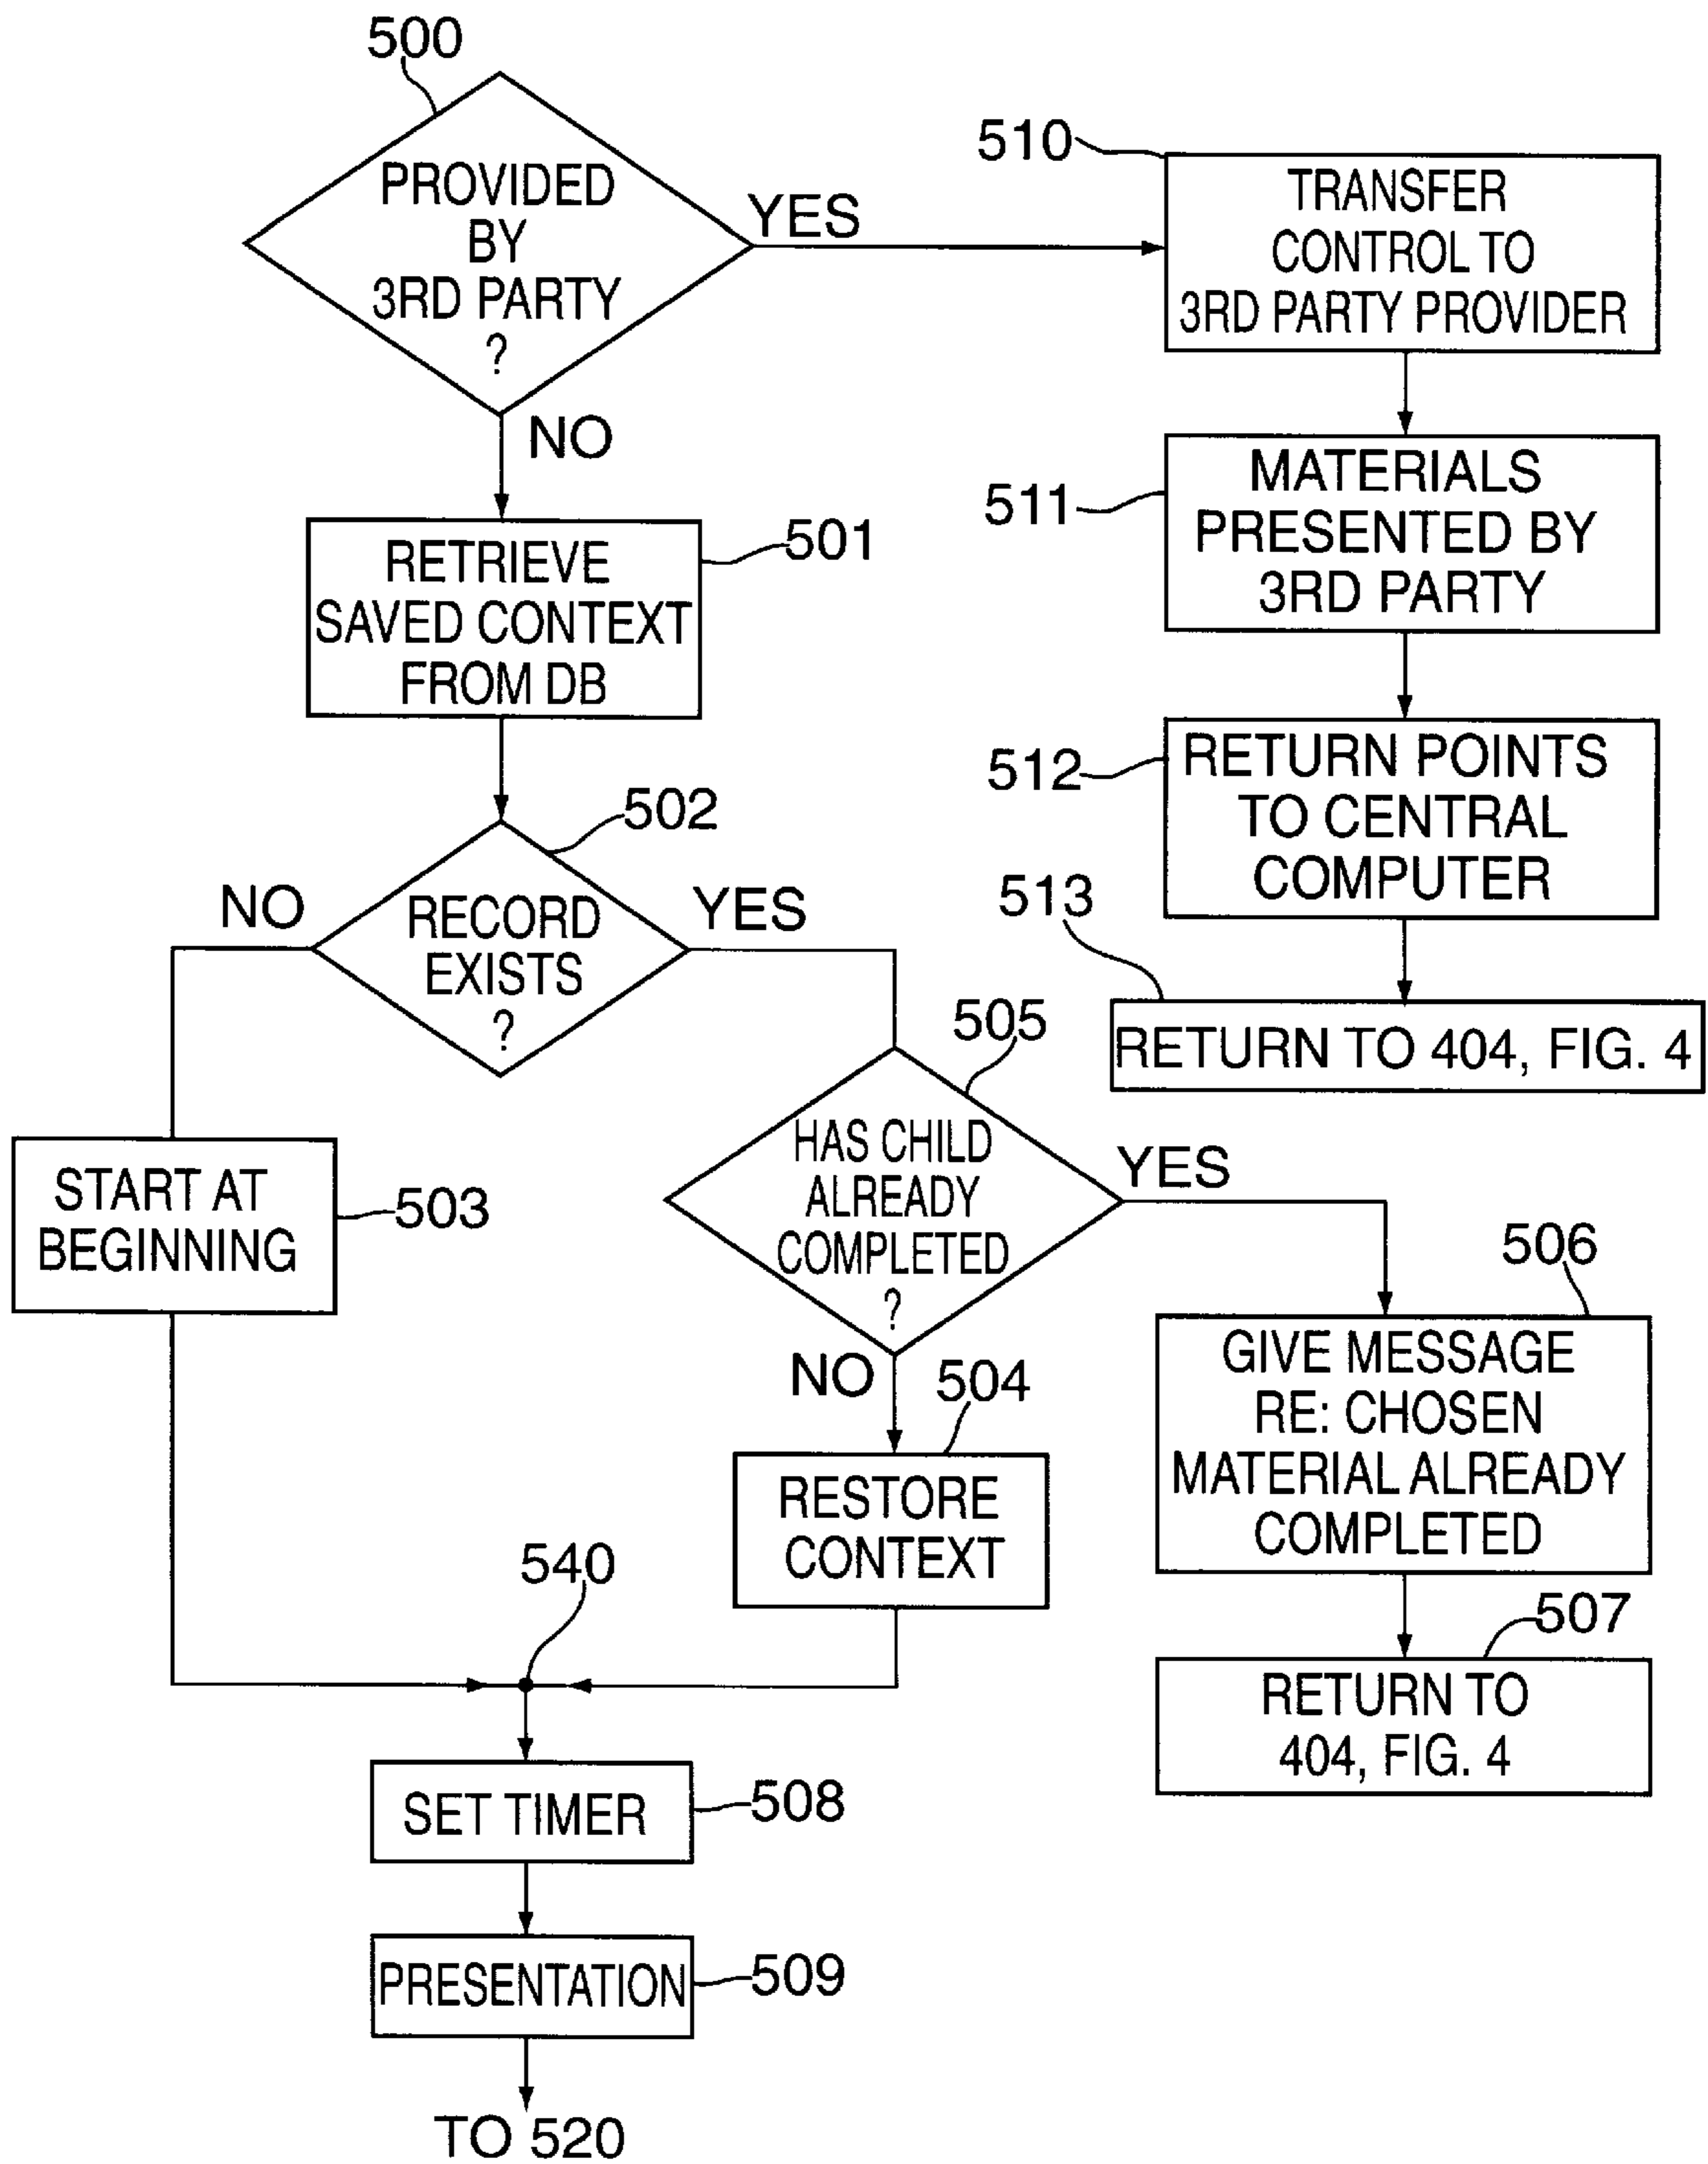 500
PROVIDED
BY
3RD PARTY
?
YES
NO
510
TRANSFER
CONTROL TO
3RD PARTY PROVIDER
511
MATERIALS
PRESENTED BY
3RD PARTY
512
RETURN POINTS
TO CENTRAL
COMPUTER
513
RETURN TO 404, FIG. 4
501
RETRIEVE
SAVED CONTEXT
FROM DB
502
RECORD
EXISTS
?
NO
YES
503
START AT
BEGINNING
505
HAS CHILD
ALREADY
COMPLETED
?
YES
NO
506
GIVE MESSAGE
RE: CHOSEN
MATERIAL ALREADY
COMPLETED
507
RETURN TO
404, FIG. 4
504
RESTORE
CONTEXT
540
SET TIMER
508
PRESENTATION
509
TO 520